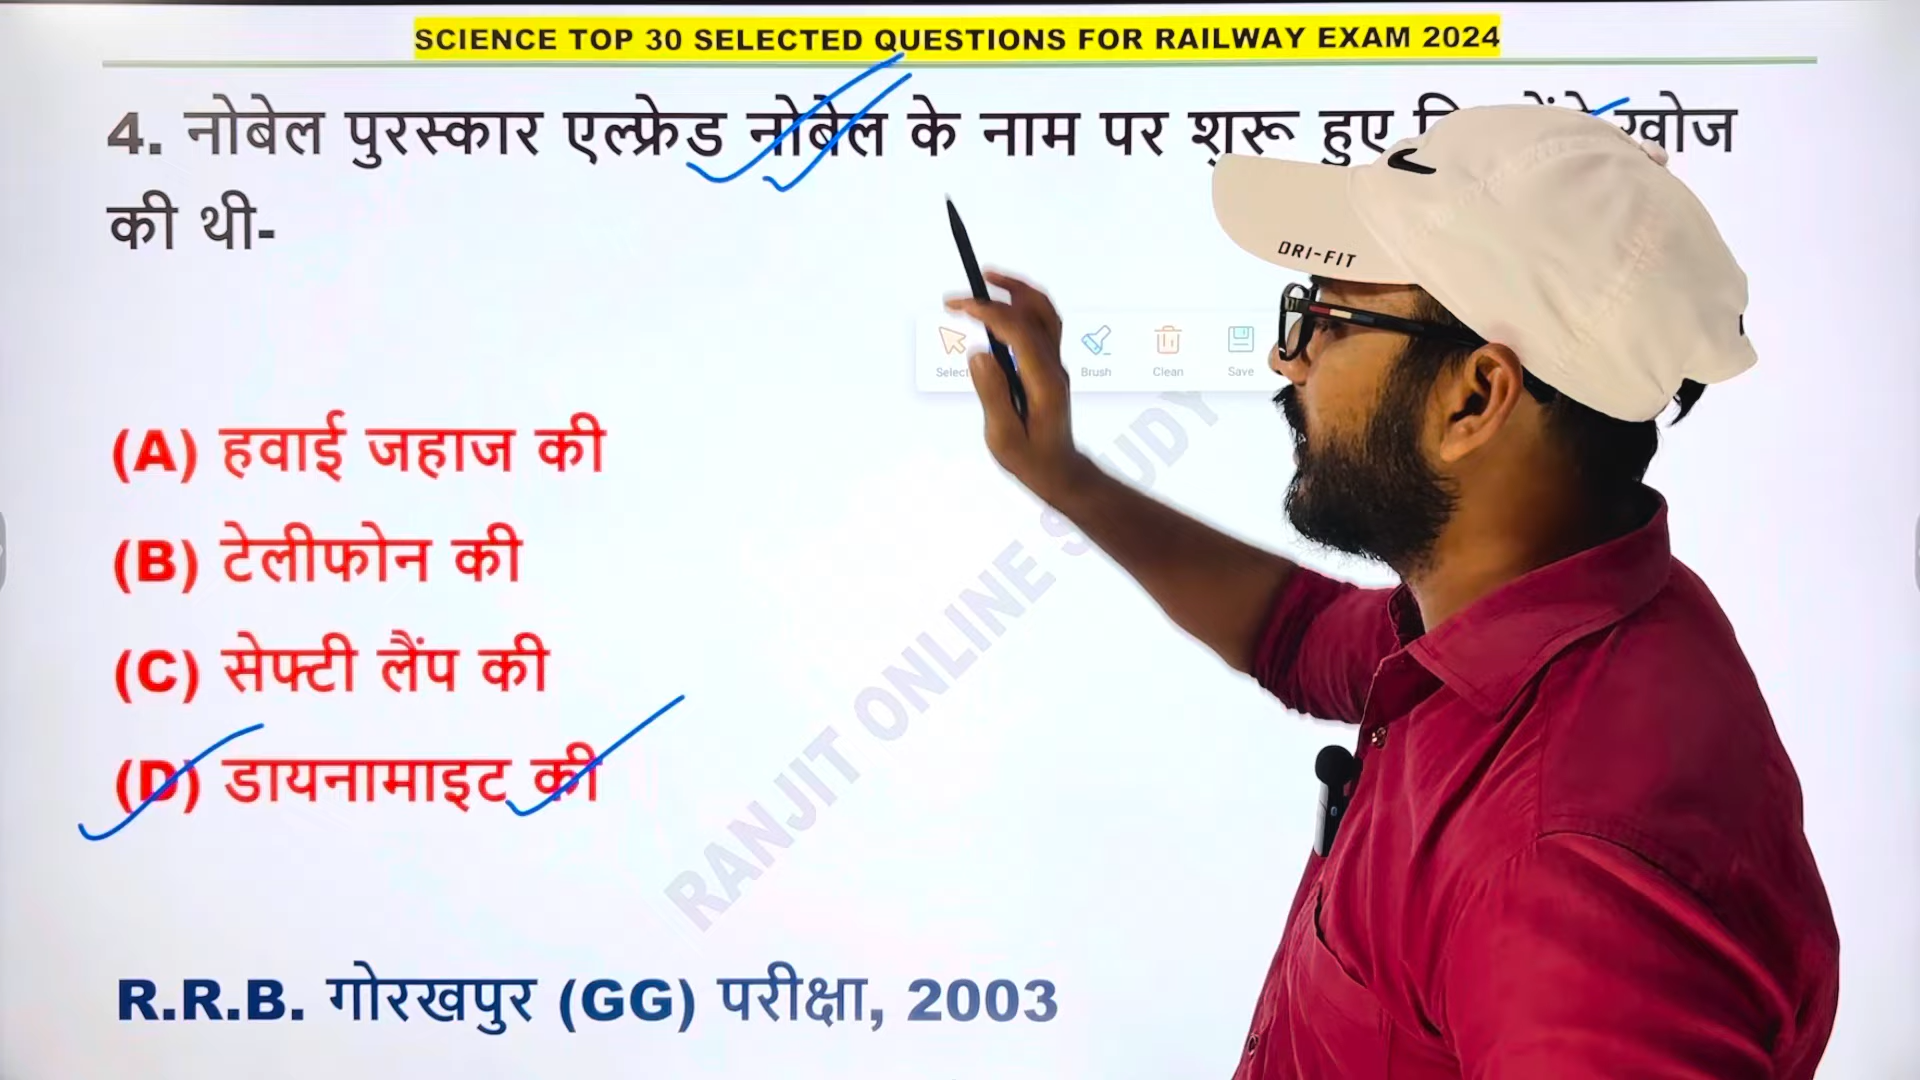 SCIENCE TOP 30 SELECTED QUESTIONS FOR RAILWAY EXAM 2024
4. नोबेल पुरस्कार एल्फ्रेड नोबेल के नाम पर शुरू हुए खोज
की थी-
DRI-FIT
Select Brush Clean Save
(A) हवाई जहाज की
(B) टेलीफोन की
(C) सेफ्टी लैंप की
(D) डायनामाइट की
RANJIT ONLINE STUDY
R.R.B. गोरखपुर (GG) परीक्षा, 2003